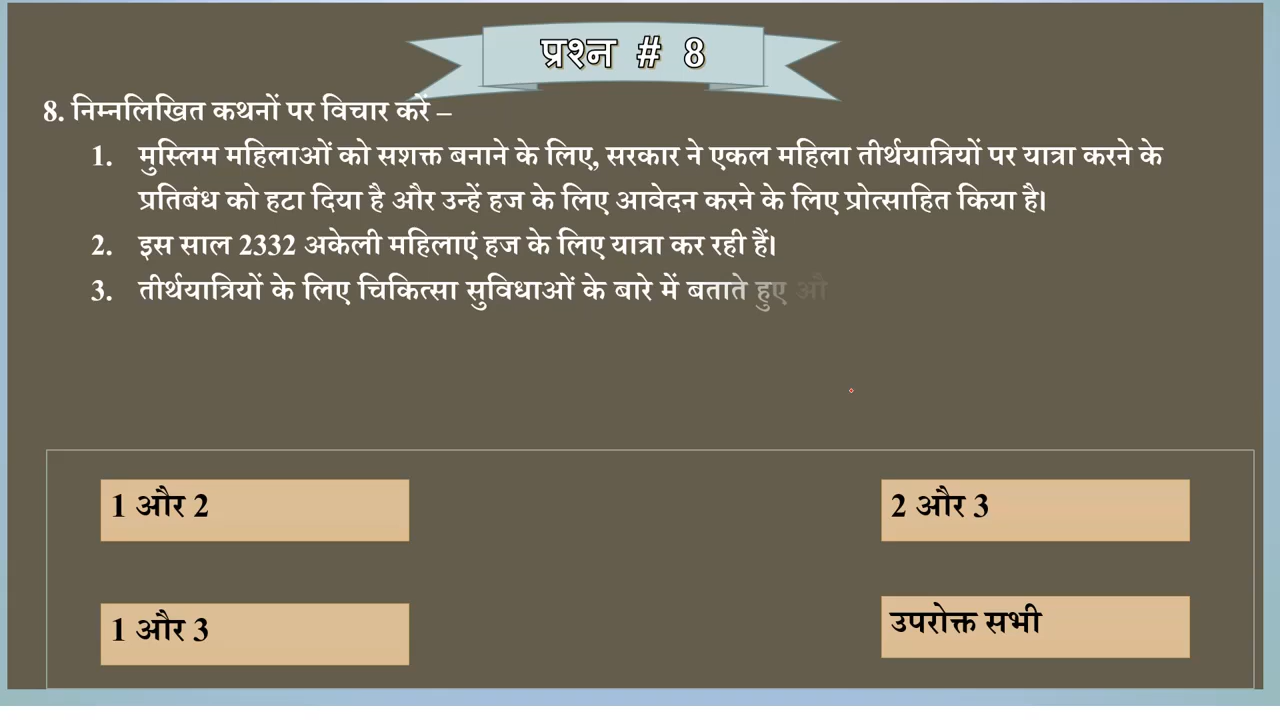 प्रश्न # 8
8. निम्नलिखित कथनों पर विचार करें –
1. मुस्लिम महिलाओं को सशक्त बनाने के लिए, सरकार ने एकल महिला तीर्थयात्रियों पर यात्रा करने के
प्रतिबंध को हटा दिया है और उन्हें हज के लिए आवेदन करने के लिए प्रोत्साहित किया है।
2. इस साल 2332 अकेली महिलाएं हज के लिए यात्रा कर रही हैं।
3. तीर्थयात्रियों के लिए चिकित्सा सुविधाओं के बारे में बताते हुए
1 और 2
2 और 3
1 और 3
उपरोक्त सभी